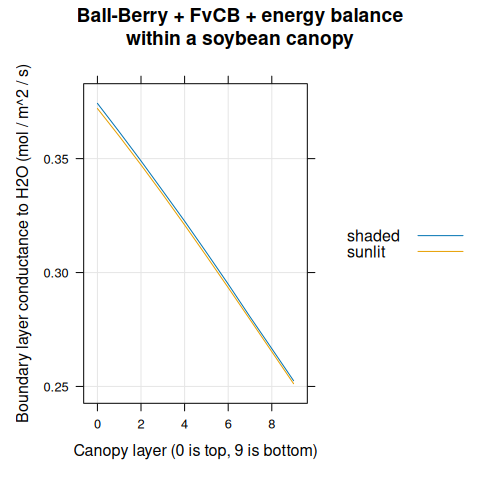 Ball-Berry + FvCB + energy balance
within a soybean canopy
Boundary layer conductance to H2O (mol / m^2 / s)
0.35
0.30
0.25
0 2 4 6 8
Canopy layer (0 is top, 9 is bottom)
shaded
sunlit